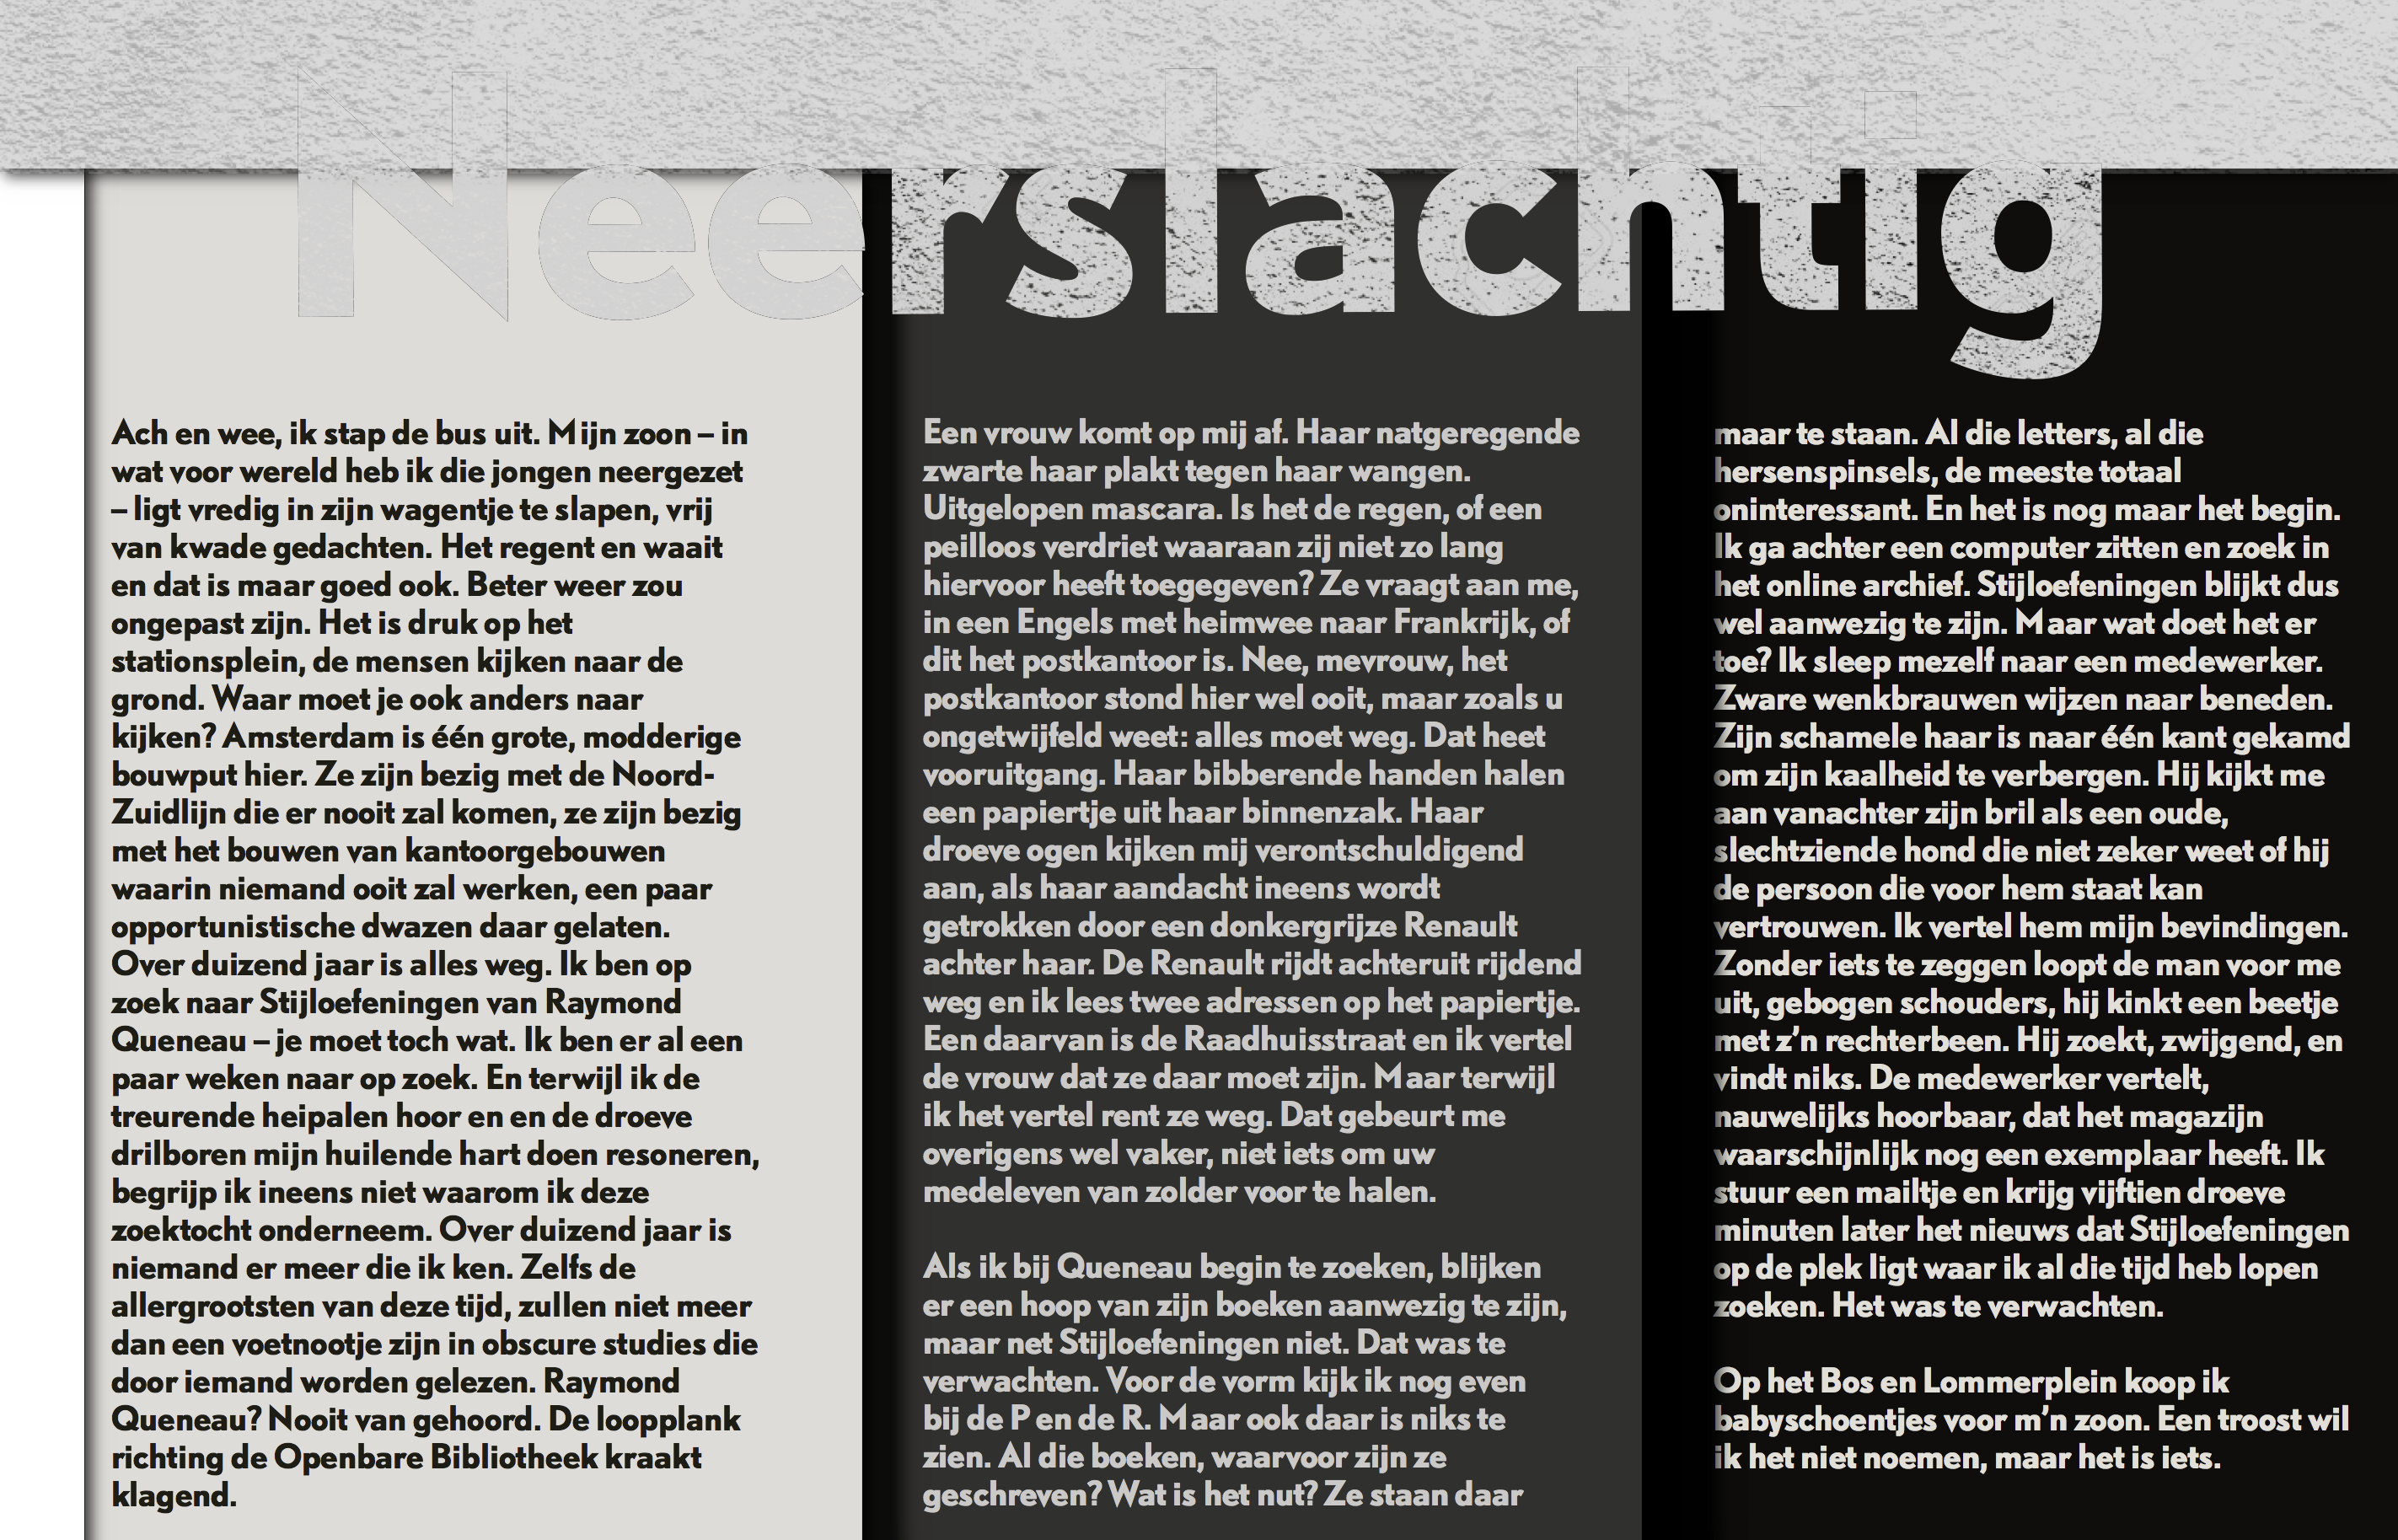 Neerslachtig
Ach en wee, ik stap de bus uit. Mijn zoon – in
wat voor wereld heb ik die jongen neergezet
– ligt vredig in zijn wagentje te slapen, vrij
van kwade gedachten. Het regent en waait
en dat is maar goed ook. Beter weer zou
ongepast zijn. Het is druk op het
stationsplein, de mensen kijken naar de
grond. Waar moet je ook anders naar
kijken? Amsterdam is één grote, modderige
bouwput hier. Ze zijn bezig met de Noord-
Zuidlijn die er nooit zal komen, ze zijn bezig
met het bouwen van kantoorgebouwen
waarin niemand ooit zal werken, een paar
opportunistische dwazen daar gelaten.
Over duizend jaar is alles weg. Ik ben op
zoek naar Stijloefeningen van Raymond
Queneau – je moet toch wat. Ik ben er al een
paar weken naar op zoek. En terwijl ik de
treurende heipalen hoor en en de droeve
drilboren mijn huilende hart doen resoneren,
begrijp ik ineens niet waarom ik deze
zoektocht onderneem. Over duizend jaar is
niemand er meer die ik ken. Zelfs de
allergrootsten van deze tijd, zullen niet meer
dan een voetnootje zijn in obscure studies die
door iemand worden gelezen. Raymond
Queneau? Nooit van gehoord. De loopplank
richting de Openbare Bibliotheek kraakt
klagend.
Een vrouw komt op mij af. Haar natgeregende
zwarte haar plakt tegen haar wangen.
Uitgelopen mascara. Is het de regen, of een
peilloos verdriet waaraan zij niet zo lang
hiervoor heeft toegegeven? Ze vraagt aan me,
in een Engels met heimwee naar Frankrijk, of
dit het postkantoor is. Nee, mevrouw, het
postkantoor stond hier wel ooit, maar zoals u
ongetwijfeld weet: alles moet weg. Dat heet
vooruitgang. Haar bibberende handen halen
een papiertje uit haar binnenzak. Haar
droeve ogen kijken mij verontschuldigend
aan, als haar aandacht ineens wordt
getrokken door een donkergrijze Renault
achter haar. De Renault rijdt achteruit rijdend
weg en ik lees twee adressen op het papiertje.
Een daarvan is de Raadhuisstraat en ik vertel
de vrouw dat ze daar moet zijn. Maar terwijl
ik het vertel rent ze weg. Dat gebeurt me
overigens wel vaker, niet iets om uw
medeleven van zolder voor te halen.
Als ik bij Queneau begin te zoeken, blijken
er een hoop van zijn boeken aanwezig te zijn,
maar net Stijloefeningen niet. Dat was te
verwachten. Voor de vorm kijk ik nog even
bij de P en de R. Maar ook daar is niks te
zien. Al die boeken, waarvoor zijn ze
geschreven? Wat is het nut? Ze staan daar
maar te staan. Al die letters, al die
hersenspinsels, de meeste totaal
oninteressant. En het is nog maar het begin.
Ik ga achter een computer zitten en zoek in
het online archief. Stijloefeningen blijkt dus
wel aanwezig te zijn. Maar wat doet het er
toe? Ik sleep mezelf naar een medewerker.
Zware wenkbrauwen wijzen naar beneden.
Zijn schamele haar is naar één kant gekamd
om zijn kaalheid te verbergen. Hij kijkt me
aan vanachter zijn bril als een oude,
slechtziende hond die niet zeker weet of hij
de persoon die voor hem staat kan
vertrouwen. Ik vertel hem mijn bevindingen.
Zonder iets te zeggen loopt de man voor me
uit, gebogen schouders, hij kinkt een beetje
met z’n rechterbeen. Hij zoekt, zwijgend, en
vindt niks. De medewerker vertelt,
nauwelijks hoorbaar, dat het magazijn
waarschijnlijk nog een exemplaar heeft. Ik
stuur een mailtje en krijg vijftien droeve
minuten later het nieuws dat Stijloefeningen
op de plek ligt waar ik al die tijd heb lopen
zoeken. Het was te verwachten.
Op het Bos en Lommerplein koop ik
babyschoentjes voor m’n zoon. Een troost wil
ik het niet noemen, maar het is iets.